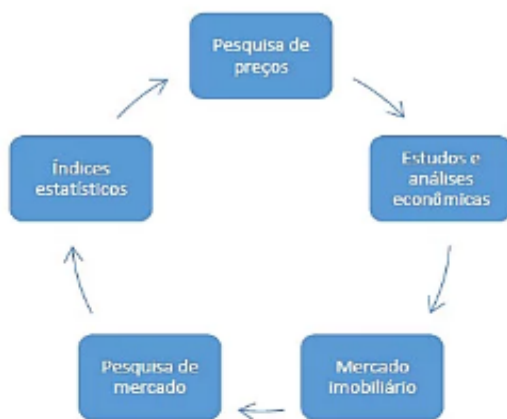 Pesquisa de
preços
Estudos e
análises
econômicas
Mercado
imobiliário
Pesquisa de
mercado
Índices
estatísticos